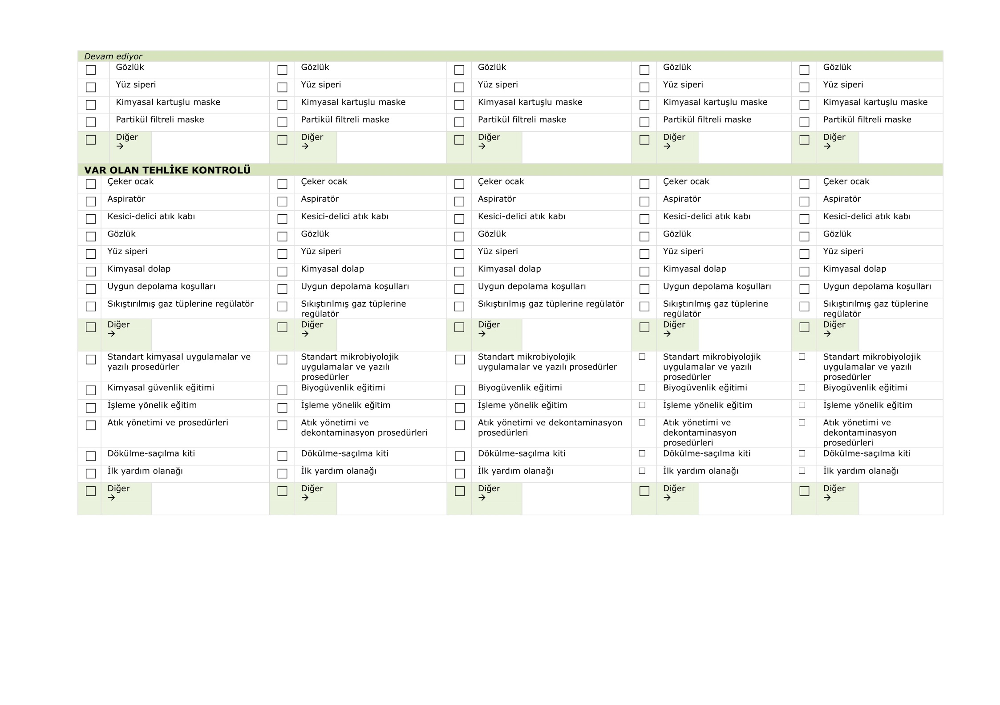 Devam ediyor
☐ Gözlük ☐ Gözlük ☐ Gözlük ☐ Gözlük ☐ Gözlük
☐ Yüz siperi ☐ Yüz siperi ☐ Yüz siperi ☐ Yüz siperi ☐ Yüz siperi
☐ Kimyasal kartuşlu maske ☐ Kimyasal kartuşlu maske ☐ Kimyasal kartuşlu maske ☐ Kimyasal kartuşlu maske ☐ Kimyasal kartuşlu maske
☐ Partikül filtreli maske ☐ Partikül filtreli maske ☐ Partikül filtreli maske ☐ Partikül filtreli maske ☐ Partikül filtreli maske
☐ Diğer ☐ Diğer ☐ Diğer ☐ Diğer ☐ Diğer
→ → → → →
VAR OLAN TEHLİKE KONTROLÜ
☐ Çeker ocak ☐ Çeker ocak ☐ Çeker ocak ☐ Çeker ocak ☐ Çeker ocak
☐ Aspiratör ☐ Aspiratör ☐ Aspiratör ☐ Aspiratör ☐ Aspiratör
☐ Kesici-delici atık kabı ☐ Kesici-delici atık kabı ☐ Kesici-delici atık kabı ☐ Kesici-delici atık kabı ☐ Kesici-delici atık kabı
☐ Gözlük ☐ Gözlük ☐ Gözlük ☐ Gözlük ☐ Gözlük
☐ Yüz siperi ☐ Yüz siperi ☐ Yüz siperi ☐ Yüz siperi ☐ Yüz siperi
☐ Kimyasal dolap ☐ Kimyasal dolap ☐ Kimyasal dolap ☐ Kimyasal dolap ☐ Kimyasal dolap
☐ Uygun depolama koşulları ☐ Uygun depolama koşulları ☐ Uygun depolama koşulları ☐ Uygun depolama koşulları ☐ Uygun depolama koşulları
☐ Sıkıştırılmış gaz tüplerine regülatör ☐ Sıkıştırılmış gaz tüplerine ☐ Sıkıştırılmış gaz tüplerine regülatör ☐ Sıkıştırılmış gaz tüplerine ☐ Sıkıştırılmış gaz tüplerine
regülatör regülatör regülatör
☐ Diğer ☐ Diğer ☐ Diğer ☐ Diğer ☐ Diğer
→ → → → →
☐ Standart kimyasal uygulamalar ve ☐ Standart mikrobiyolojik ☐ Standart mikrobiyolojik ☐ Standart mikrobiyolojik ☐ Standart mikrobiyolojik
yazılı prosedürler uygulamalar ve yazılı uygulamalar ve yazılı prosedürler uygulamalar ve yazılı uygulamalar ve yazılı
prosedürler prosedürler prosedürler
☐ Kimyasal güvenlik eğitimi ☐ Biyogüvenlik eğitimi ☐ Biyogüvenlik eğitimi ☐ Biyogüvenlik eğitimi ☐ Biyogüvenlik eğitimi
☐ İşleme yönelik eğitim ☐ İşleme yönelik eğitim ☐ İşleme yönelik eğitim ☐ İşleme yönelik eğitim ☐ İşleme yönelik eğitim
☐ Atık yönetimi ve prosedürleri ☐ Atık yönetimi ve ☐ Atık yönetimi ve dekontaminasyon ☐ Atık yönetimi ve ☐ Atık yönetimi ve
dekontaminasyon prosedürleri prosedürleri dekontaminasyon dekontaminasyon
prosedürleri prosedürleri
☐ Dökülme-saçılma kiti ☐ Dökülme-saçılma kiti ☐ Dökülme-saçılma kiti ☐ Dökülme-saçılma kiti ☐ Dökülme-saçılma kiti
☐ İlk yardım olanağı ☐ İlk yardım olanağı ☐ İlk yardım olanağı ☐ İlk yardım olanağı ☐ İlk yardım olanağı
☐ Diğer ☐ Diğer ☐ Diğer ☐ Diğer ☐ Diğer
→ → → → →